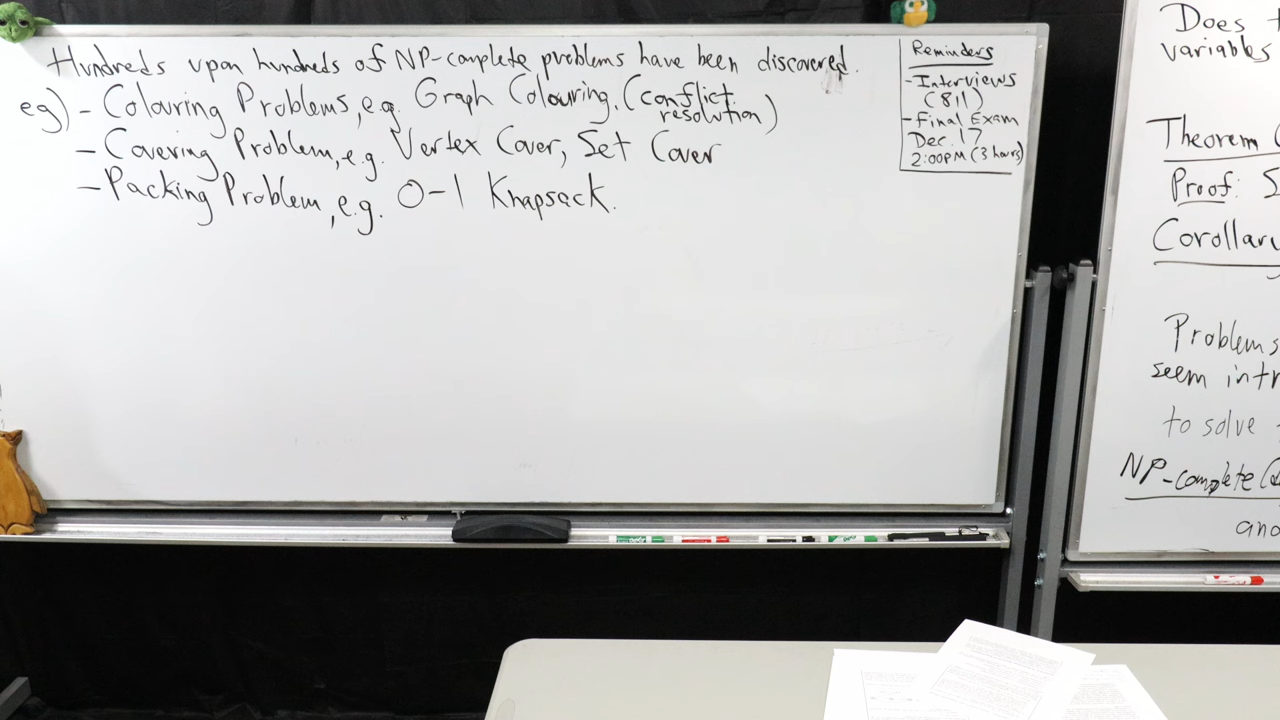 Hundreds upon hundreds of NP-complete problems have been discovered.
eg) - Colouring Problems, e.g. Graph Colouring. (conflict
resolution)
- Covering Problem, e.g. Vertex Cover, Set Cover
- Packing Problem, e.g. 0-1 Knapsack.
Reminders
- Interviews
(811)
- Final Exam
Dec. 17
2:00PM (3 hours)
Does
variables
Theorem (
Proof:
Corollary
Problems
seem intr
to solve
NP-complete
and